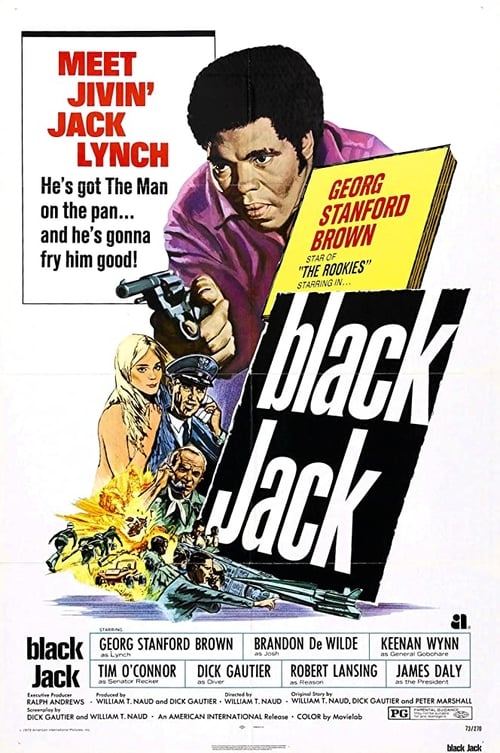 MEET
JIVIN'
JACK
LYNCH
He's got The Man
on the pan...
and he's gonna
fry him good!
GEORG
STANFORD
BROWN
STAR OF
"THE ROOKIES"
STARRING IN...
black
Jack
STARRING
black
Jack
GEORG STANFORD BROWN
as Lynch
BRANDON De WILDE
as Josh
KEENAN WYNN
as General Gobohare
TIM O'CONNOR
as Senator Recker
DICK GAUTIER
as Diver
ROBERT LANSING
as Reason
JAMES DALY
as the President
Executive Producer
RALPH ANDREWS
Produced by
WILLIAM T. NAUD and DICK GAUTIER
Directed by
WILLIAM T. NAUD
Original Story by
WILLIAM T. NAUD, DICK GAUTIER and PETER MARSHALL
Screenplay by
DICK GAUTIER and WILLIAM T. NAUD
An AMERICAN INTERNATIONAL Release
COLOR by Movielab
PG PARENTAL GUIDANCE
a.
73/270
black Jack